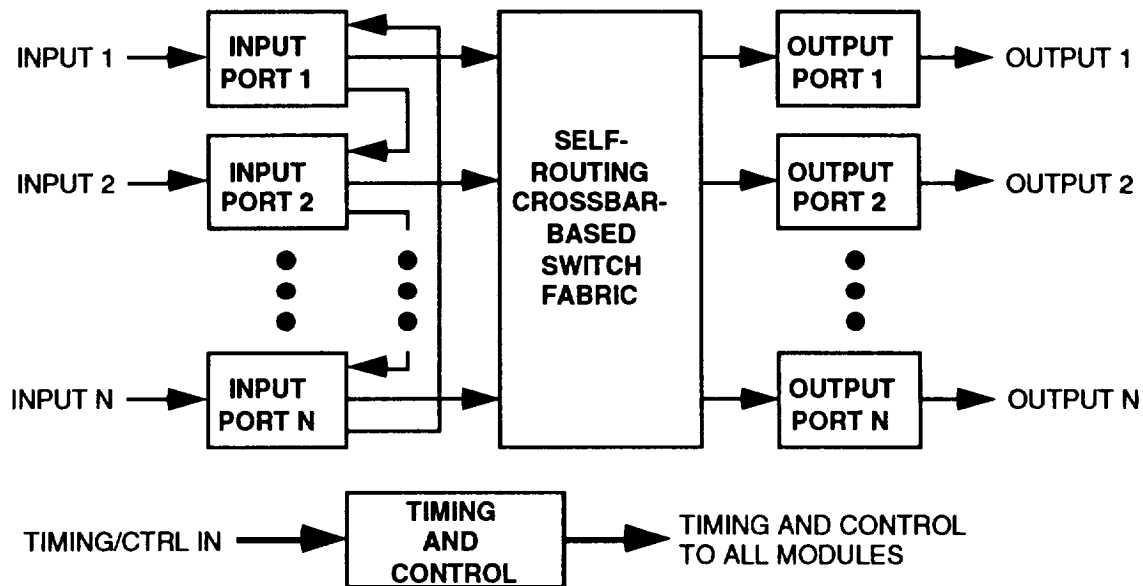 INPUT 1
INPUT
PORT 1
OUTPUT
PORT 1
OUTPUT 1
INPUT 2
INPUT
PORT 2
SELF-
ROUTING
CROSSBAR-
BASED
SWITCH
FABRIC
OUTPUT
PORT 2
OUTPUT 2
INPUT N
INPUT
PORT N
OUTPUT
PORT N
OUTPUT N
TIMING/CTRL IN
TIMING
AND
CONTROL
TIMING AND CONTROL
TO ALL MODULES